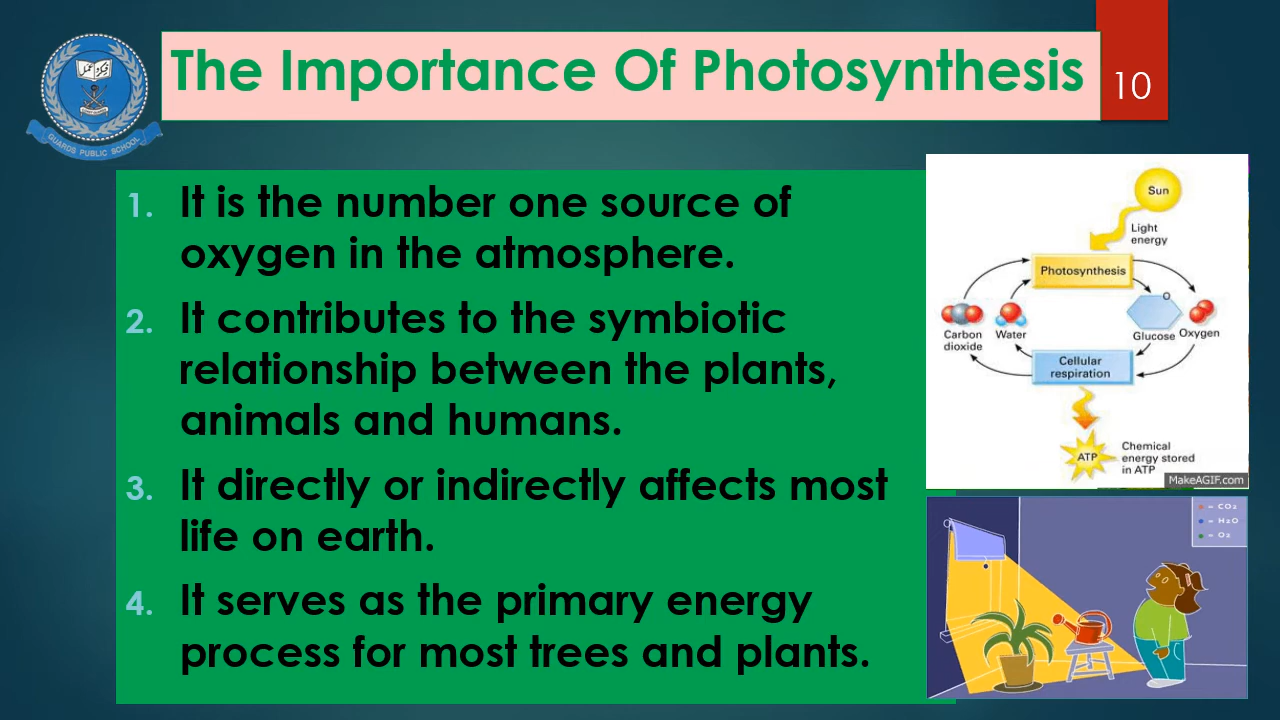 The Importance Of Photosynthesis
10
GUARDS PUBLIC SCHOOL
1. It is the number one source of
oxygen in the atmosphere.
2. It contributes to the symbiotic
relationship between the plants,
animals and humans.
3. It directly or indirectly affects most
life on earth.
4. It serves as the primary energy
process for most trees and plants.
Sun
Light
energy
Photosynthesis
O
Carbon
dioxide
Water
Glucose
Oxygen
Cellular
respiration
ATP
Chemical
energy stored
in ATP
MakeAGIF.com
= CO2
= H2O
= O2